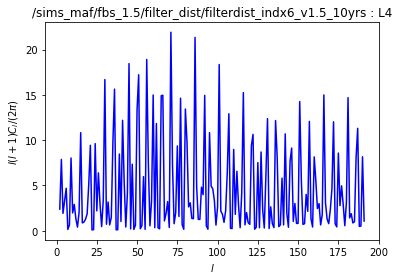 /sims_maf/fbs_1.5/filter_dist/filterdist_indx6_v1.5_10yrs : L4
l(l + 1)C_l/(2π)
20
15
10
5
0
0 25 50 75 100 125 150 175 200
l